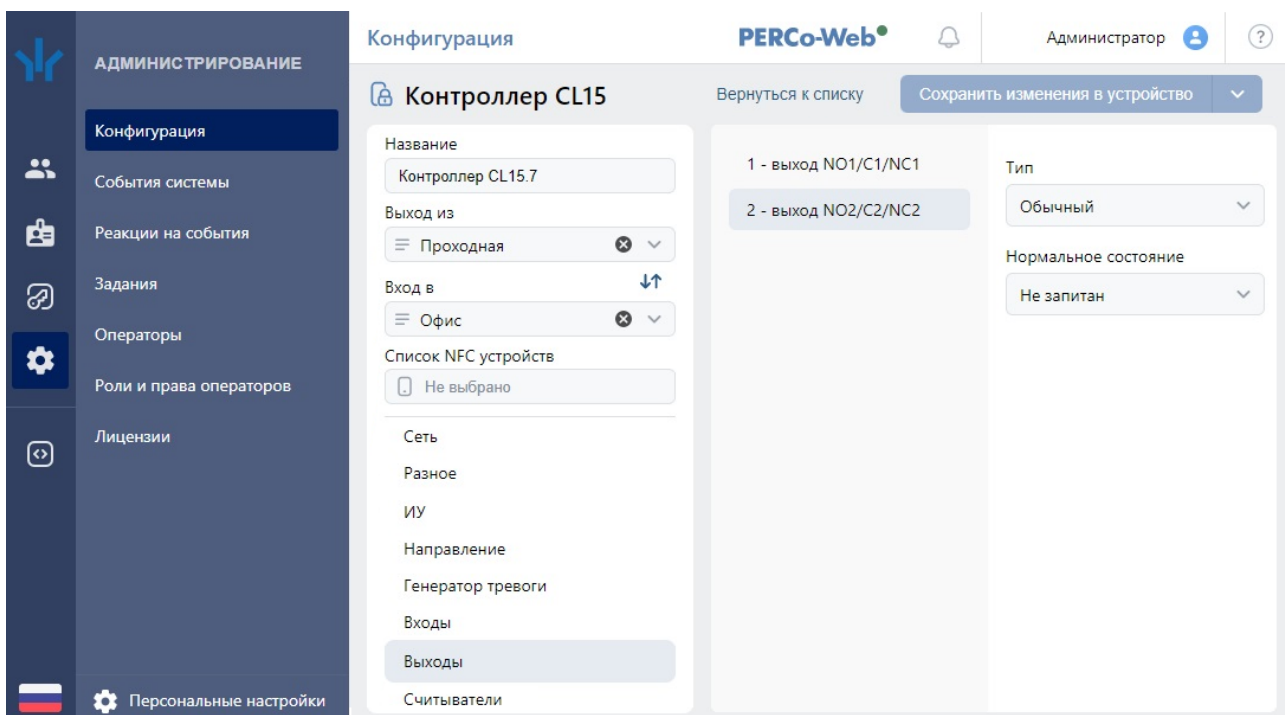 АДМИНИСТРИРОВАНИЕ
Конфигурация
События системы
Реакции на события
Задания
Операторы
Роли и права операторов
Лицензии
Персональные настройки
Конфигурация
PERCo-Web
Администратор
?
Контроллер CL15
Вернуться к списку
Сохранить изменения в устройство
Название
Контроллер CL15.7
Выход из
Проходная
Вход в
Офис
Список NFC устройств
Не выбрано
Сеть
Разное
ИУ
Направление
Генератор тревоги
Входы
Выходы
Считыватели
1 - выход NO1/C1/NC1
2 - выход NO2/C2/NC2
Тип
Обычный
Нормальное состояние
Не запитан